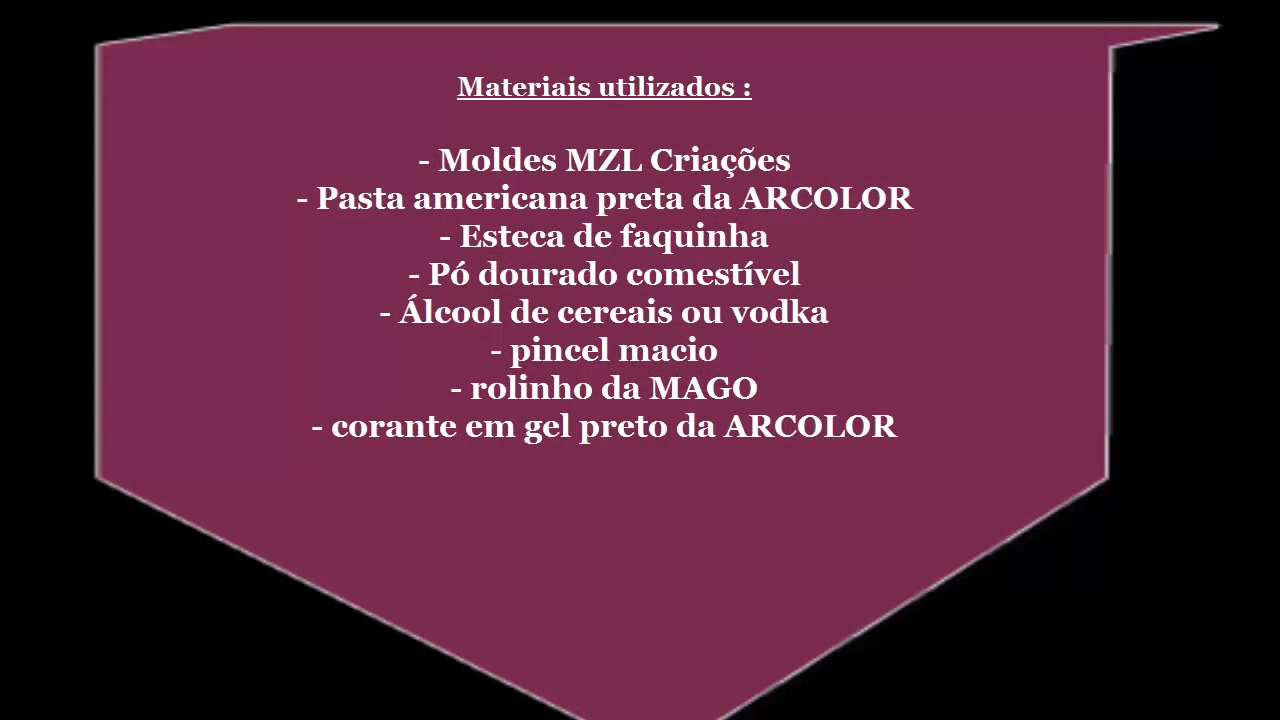 Materiais utilizados :
- Moldes MZL Criações
- Pasta americana preta da ARCOLOR
- Esteca de faquinha
- Pó dourado comestível
- Álcool de cereais ou vodka
- pincel macio
- rolinho da MAGO
- corante em gel preto da ARCOLOR